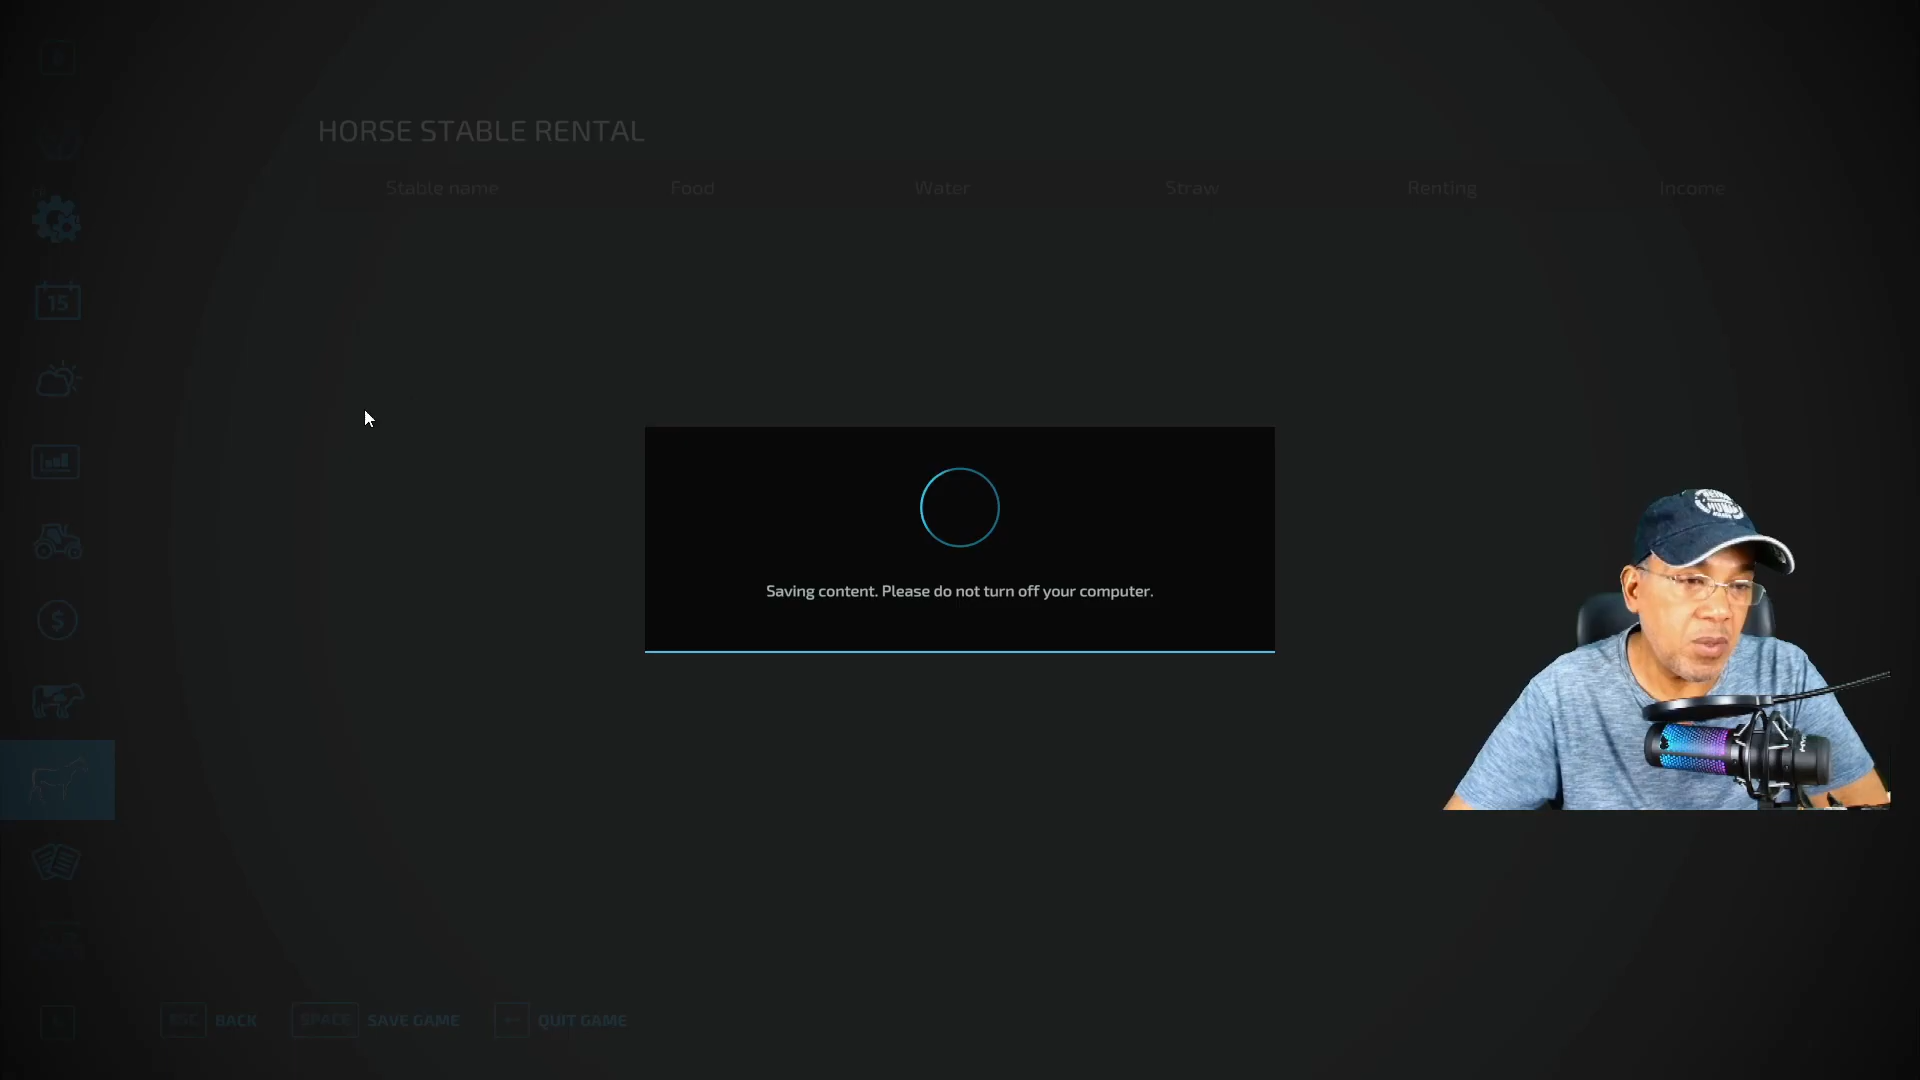 HORSE STABLE RENTAL
Stable name Food Water Straw Renting Income
15
$
Saving content. Please do not turn off your computer.
ESC BACK SPACE SAVE GAME QUIT GAME